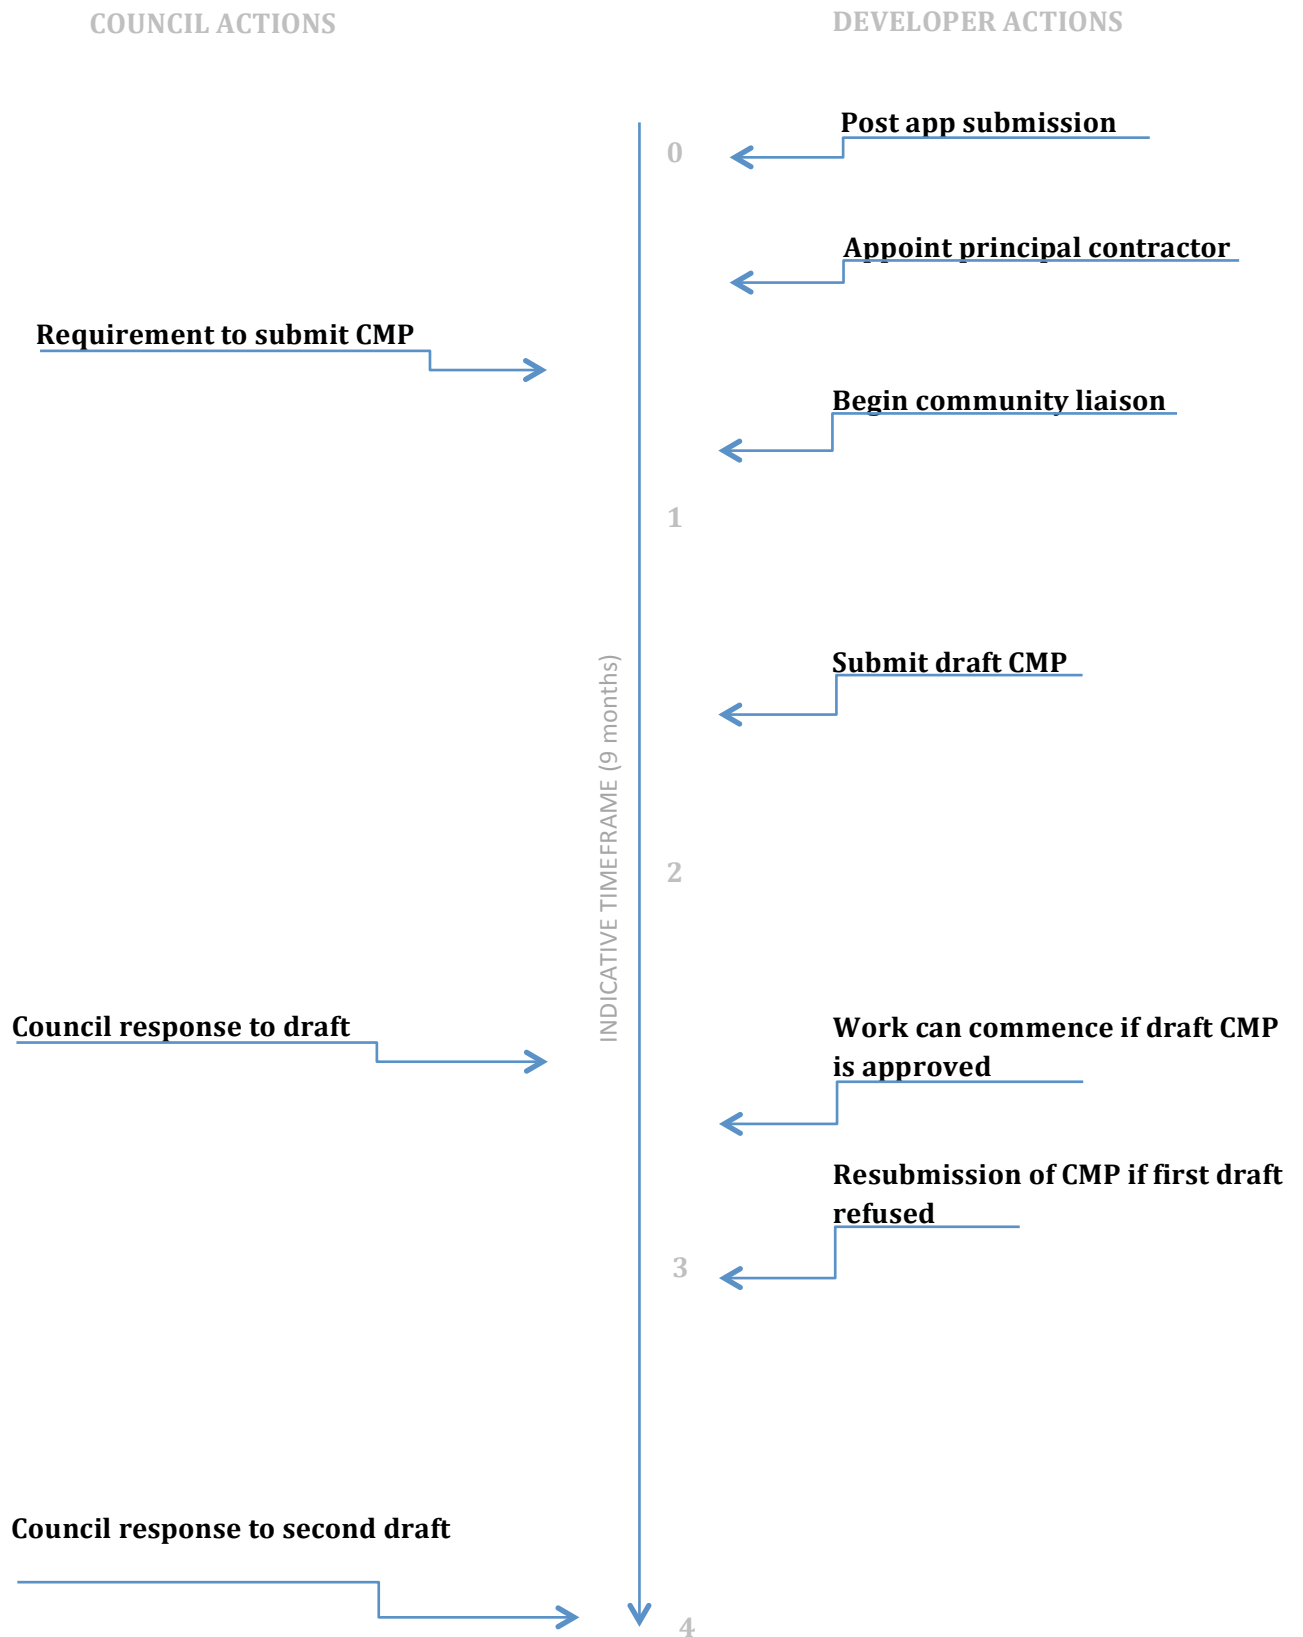 COUNCIL ACTIONS
DEVELOPER ACTIONS
Post app submission
0
Appoint principal contractor
Requirement to submit CMP
Begin community liaison
1
Submit draft CMP
INDICATIVE TIMEFRAME (9 months)
2
Council response to draft
Work can commence if draft CMP
is approved
Resubmission of CMP if first draft
refused
3
Council response to second draft
4